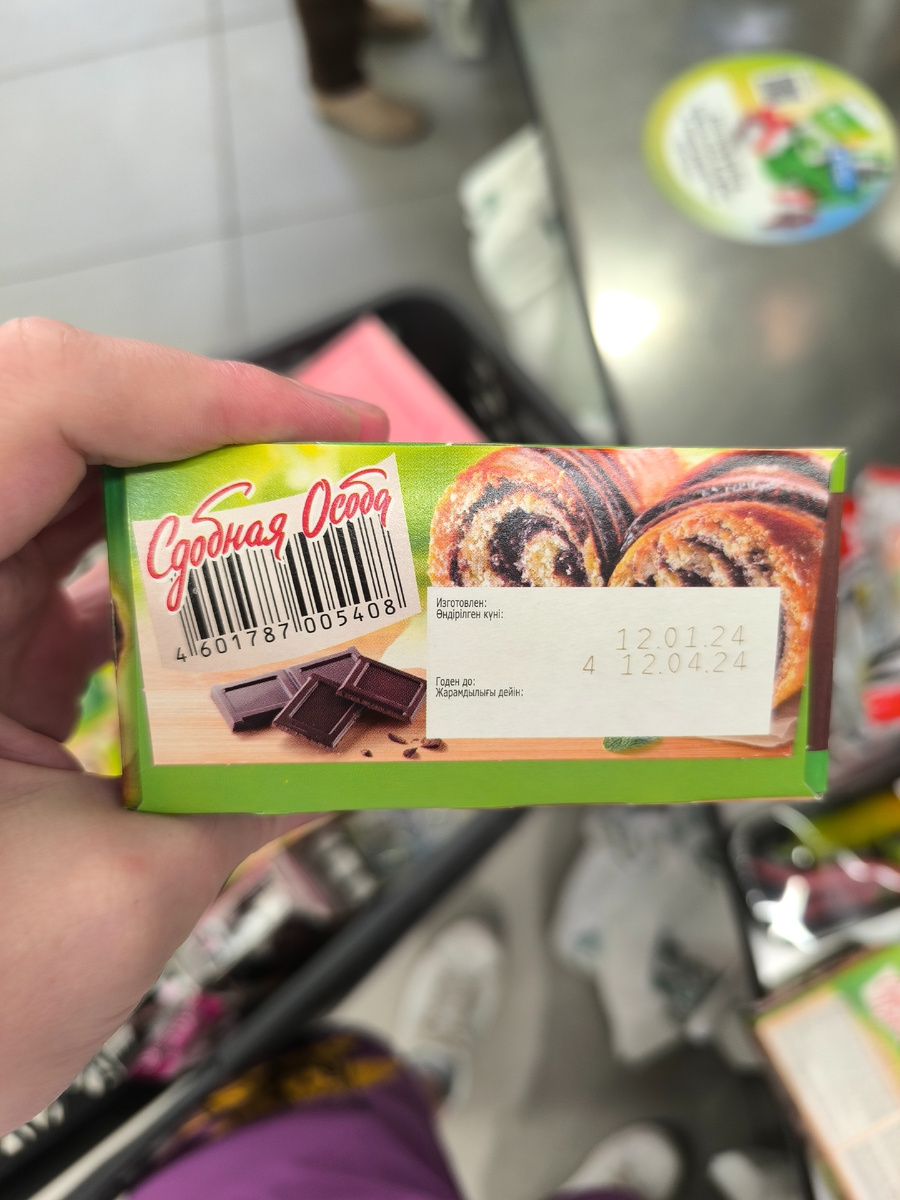 Сдобная Особа
4 601787 005408
Изготовлен:
Өндірілген күні:
12.01.24
4 12.04.24
Годен до:
Жарамдылығы дейін: